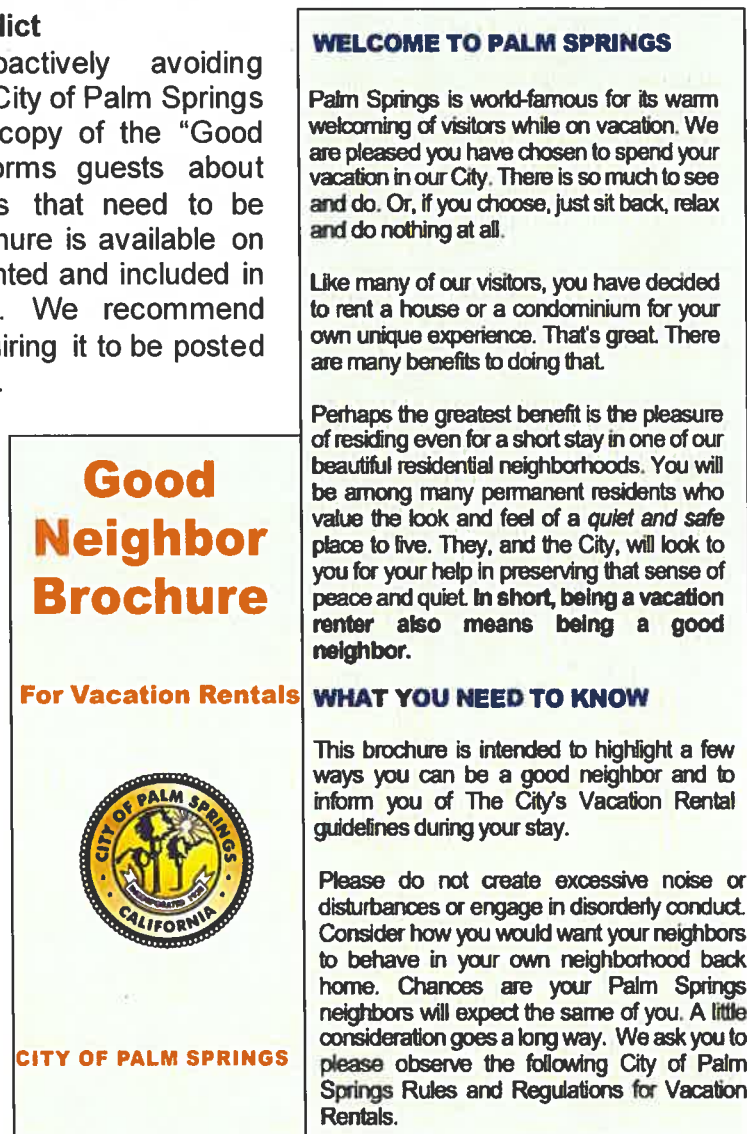 lict
oactively avoiding
City of Palm Springs
copy of the "Good
orms guests about
s that need to be
hure is available on
nted and included in
. We recommend
iring it to be posted
.
Good
Neighbor
Brochure
For Vacation Rentals
CITY OF PALM SPRINGS
INCORPORATED 1938
CALIFORNIA
CITY OF PALM SPRINGS
WELCOME TO PALM SPRINGS
Palm Springs is world-famous for its warm
welcoming of visitors while on vacation. We
are pleased you have chosen to spend your
vacation in our City. There is so much to see
and do. Or, if you choose, just sit back, relax
and do nothing at all.
Like many of our visitors, you have decided
to rent a house or a condominium for your
own unique experience. That's great. There
are many benefits to doing that.
Perhaps the greatest benefit is the pleasure
of residing even for a short stay in one of our
beautiful residential neighborhoods. You will
be among many permanent residents who
value the look and feel of a quiet and safe
place to live. They, and the City, will look to
you for your help in preserving that sense of
peace and quiet. In short, being a vacation
renter also means being a good
neighbor.
WHAT YOU NEED TO KNOW
This brochure is intended to highlight a few
ways you can be a good neighbor and to
inform you of The City's Vacation Rental
guidelines during your stay.
Please do not create excessive noise or
disturbances or engage in disorderly conduct.
Consider how you would want your neighbors
to behave in your own neighborhood back
home. Chances are your Palm Springs
neighbors will expect the same of you. A little
consideration goes a long way. We ask you to
please observe the following City of Palm
Springs Rules and Regulations for Vacation
Rentals.